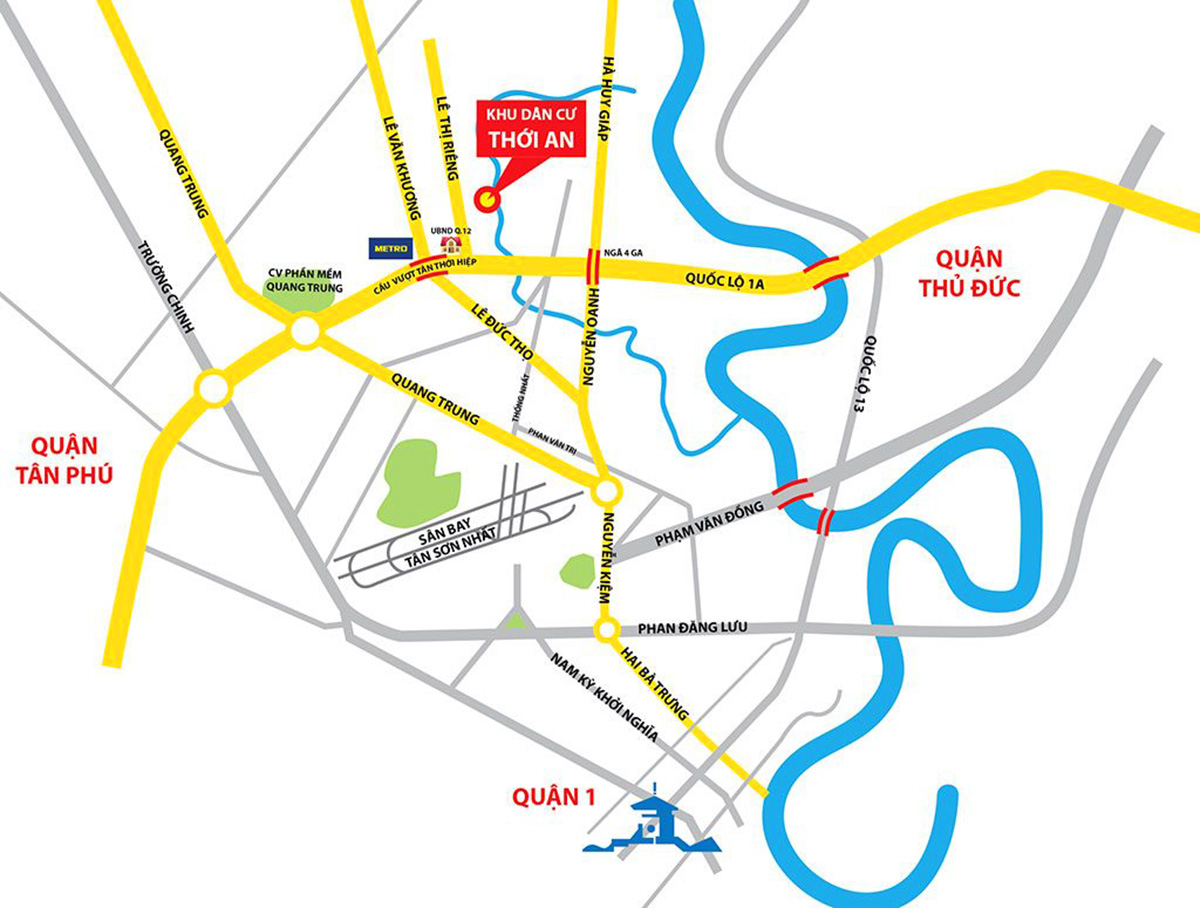 HÀ HUY GIÁP
LÊ THỊ RIÊNG
KHU DÂN CƯ
THỚI AN
LÊ VĂN KHƯƠNG
QUANG TRUNG
UBND Q.12
METRO
NGÃ 4 GA
QUẬN
THỦ ĐỨC
CẦU VƯỢT TÂN THỚI HIỆP
CV PHẦN MỀM
QUANG TRUNG
QUỐC LỘ 1A
TRƯỜNG CHINH
LÊ ĐỨC THỌ
NGUYỄN OANH
QUỐC LỘ 13
QUANG TRUNG
THỐNG NHẤT
PHAN VĂN TRỊ
QUẬN
TÂN PHÚ
SÂN BAY
TÂN SƠN NHẤT
PHẠM VĂN ĐỒNG
NGUYỄN KIỆM
PHAN ĐĂNG LƯU
HAI BÀ TRƯNG
NAM KỲ KHỞI NGHĨA
QUẬN 1